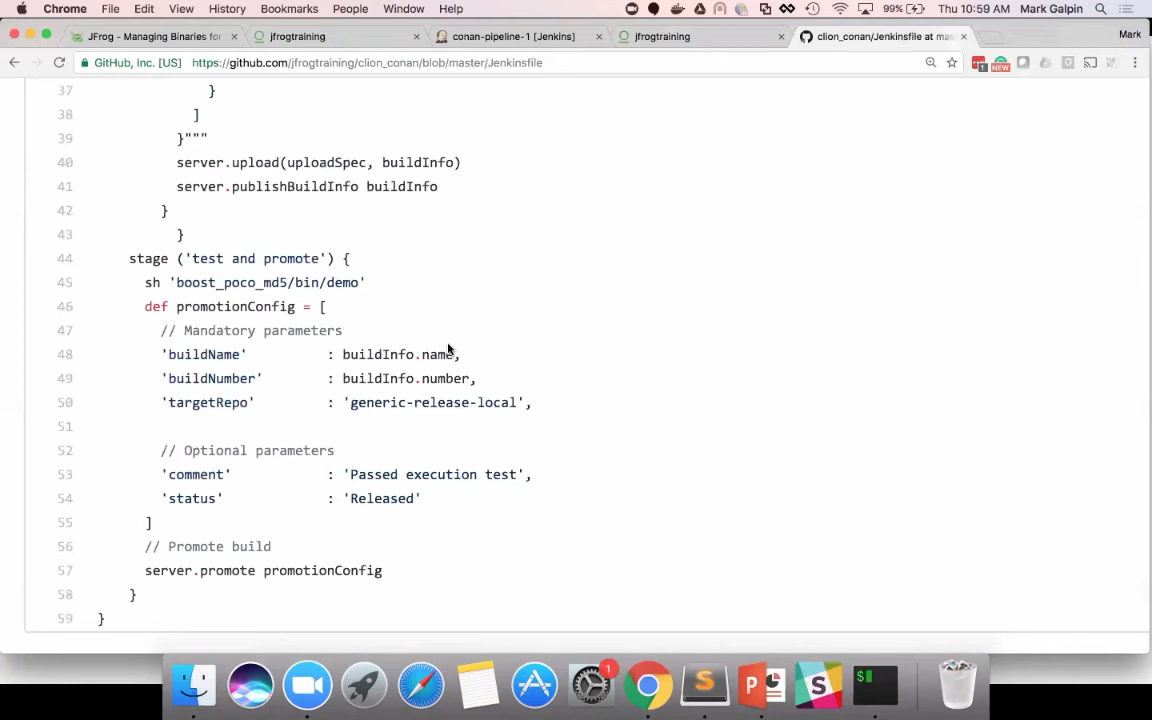 Chrome File Edit View History Bookmarks People Window Help 99% Thu 10:59 AM Mark Galpin
JFrog - Managing Binaries for × jfrogtraining × conan-pipeline-1 [Jenkins] × jfrogtraining × clion_conan/Jenkinsfile at ma × Mark
GitHub, Inc. [US] https://github.com/jfrogtraining/clion_conan/blob/master/Jenkinsfile NEW
37 }
38 ]
39 }"""
40 server.upload(uploadSpec, buildInfo)
41 server.publishBuildInfo buildInfo
42 }
43 }
44 stage ('test and promote') {
45 sh 'boost_poco_md5/bin/demo'
46 def promotionConfig = [
47 // Mandatory parameters
48 'buildName' : buildInfo.name,
49 'buildNumber' : buildInfo.number,
50 'targetRepo' : 'generic-release-local',
51
52 // Optional parameters
53 'comment' : 'Passed execution test',
54 'status' : 'Released'
55 ]
56 // Promote build
57 server.promote promotionConfig
58 }
59 }
1